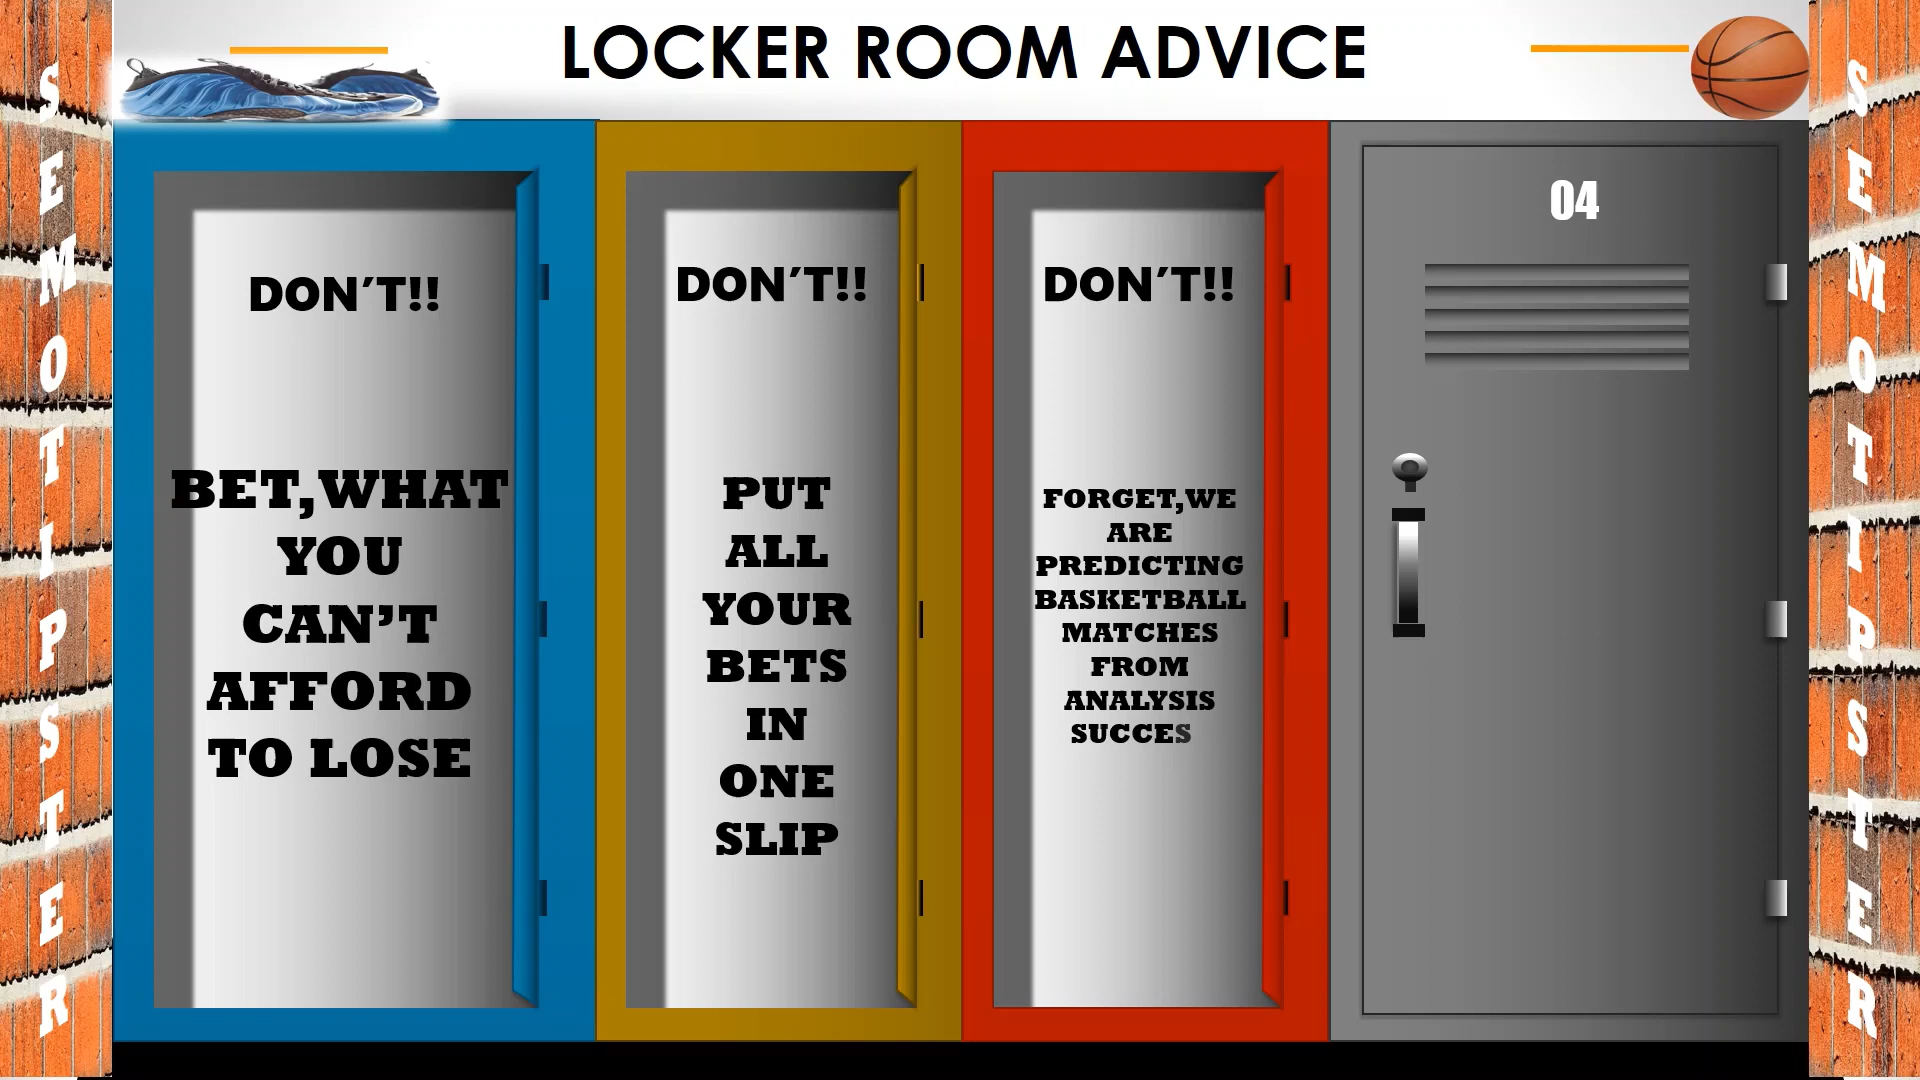 LOCKER ROOM ADVICE
SEMOTIPSTER
DON'T!!
BET,WHAT
YOU
CAN'T
AFFORD
TO LOSE
DON'T!!
PUT
ALL
YOUR
BETS
IN
ONE
SLIP
DON'T!!
FORGET,WE
ARE
PREDICTING
BASKETBALL
MATCHES
FROM
ANALYSIS
SUCCES
04
SEMOTIPSTER